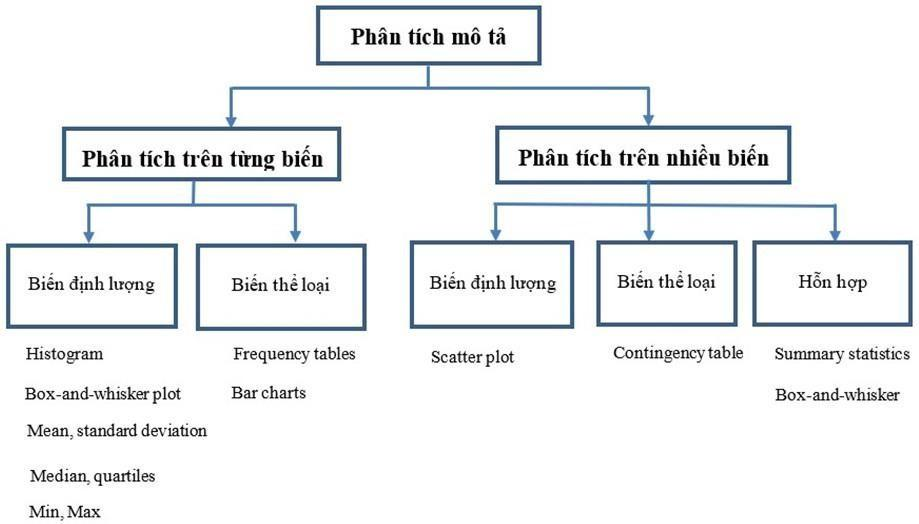 Phân tích mô tả
Phân tích trên từng biến
Phân tích trên nhiều biến
Biến định lượng
Biến thể loại
Biến định lượng
Biến thể loại
Hỗn hợp
Histogram
Box-and-whisker plot
Mean, standard deviation
Median, quartiles
Min, Max
Frequency tables
Bar charts
Scatter plot
Contingency table
Summary statistics
Box-and-whisker